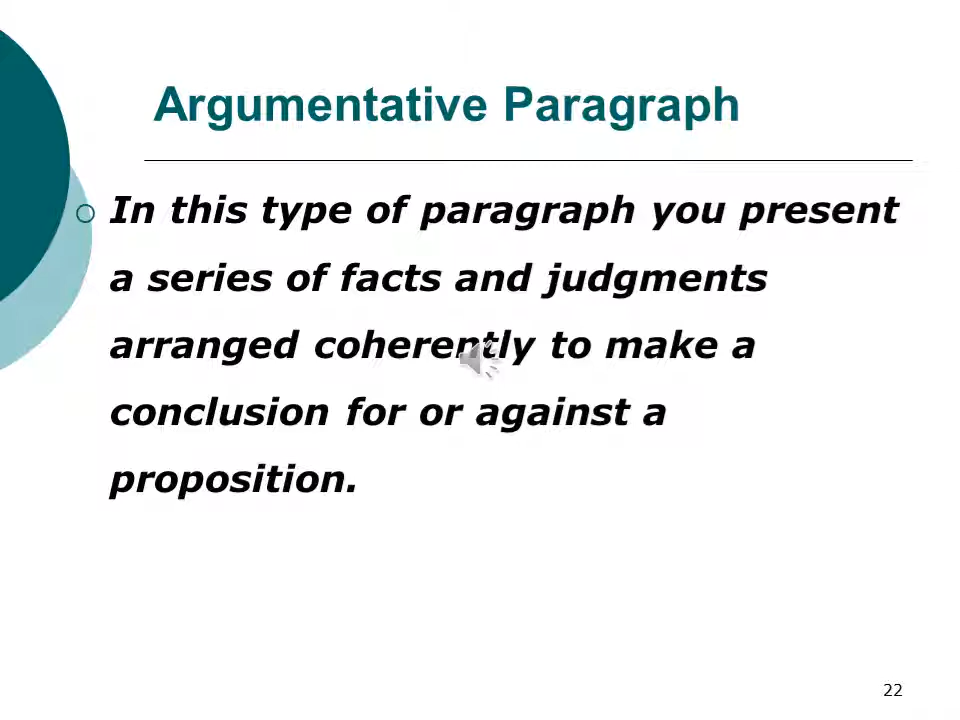 Argumentative Paragraph
In this type of paragraph you present
a series of facts and judgments
arranged coherently to make a
conclusion for or against a
proposition.
22